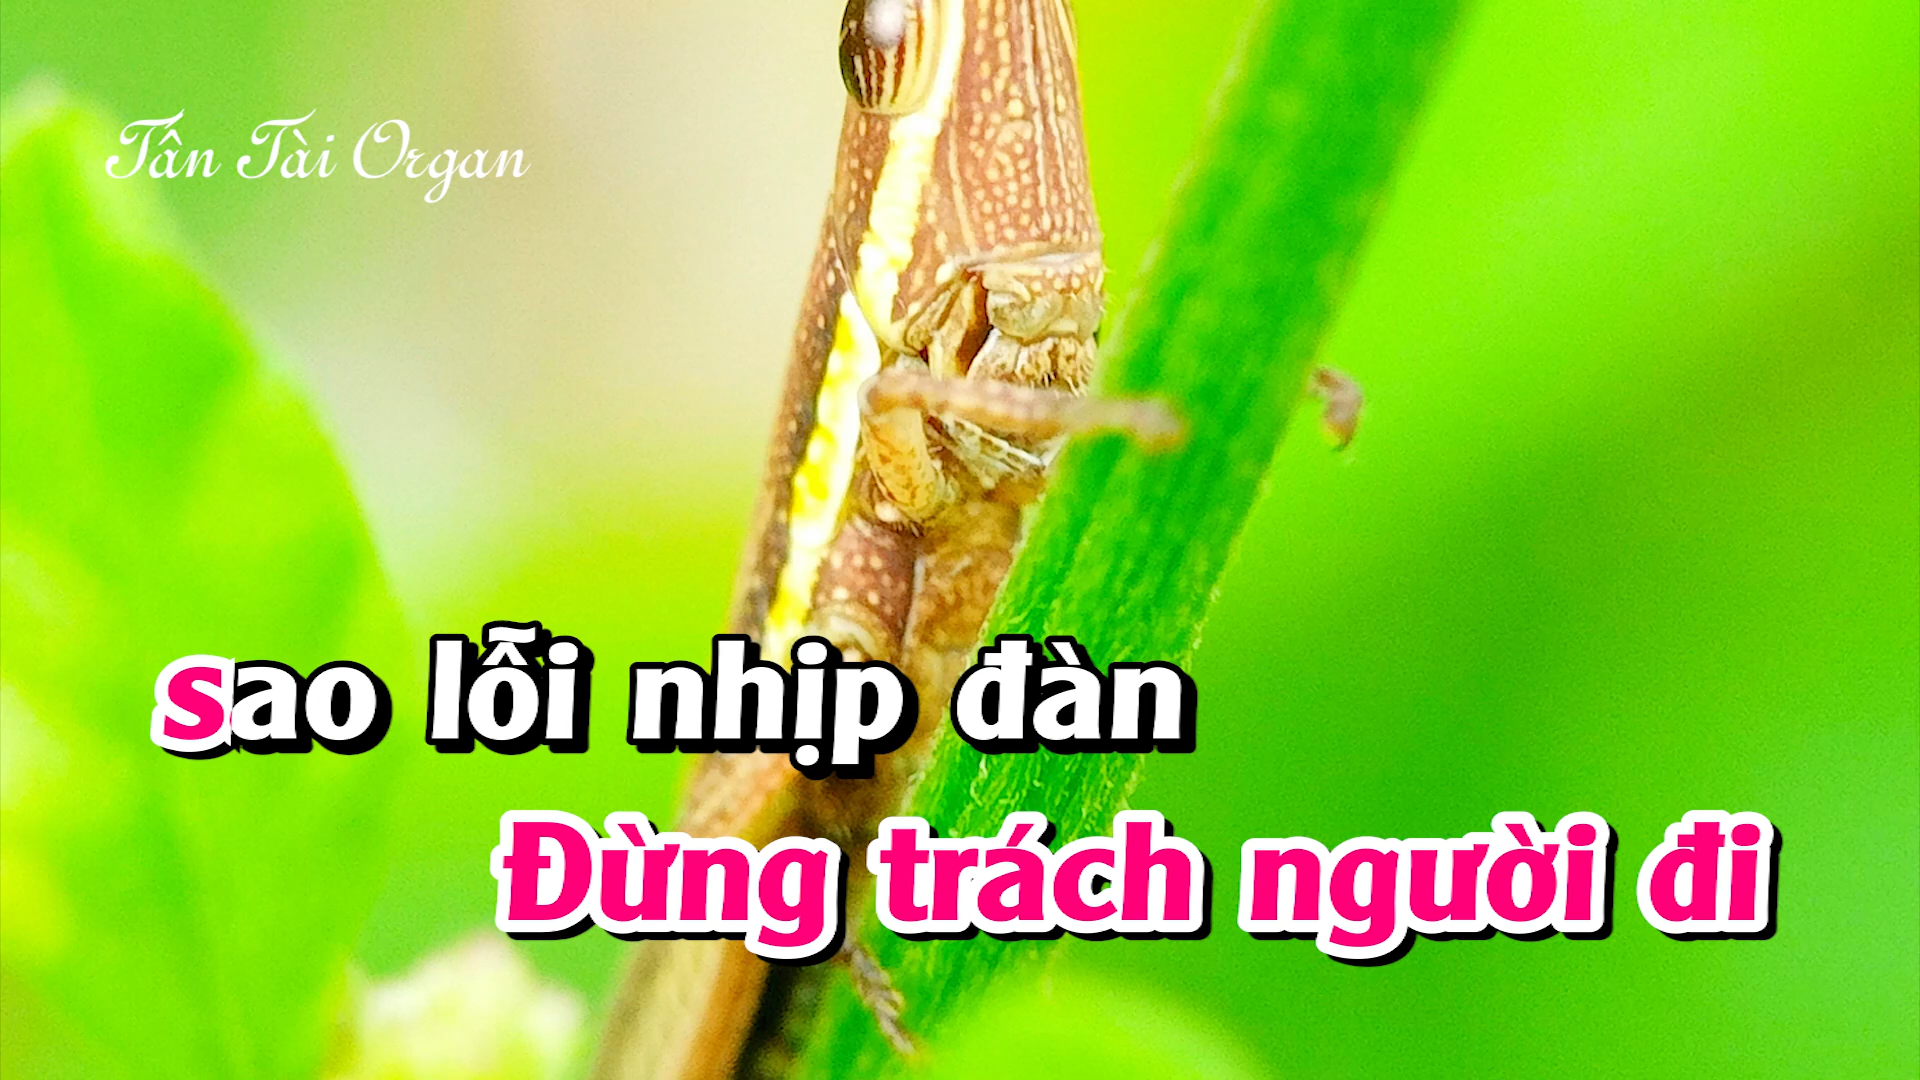 Tấn Tài Organ
sao lỗi nhịp đàn
Đừng trách người đi